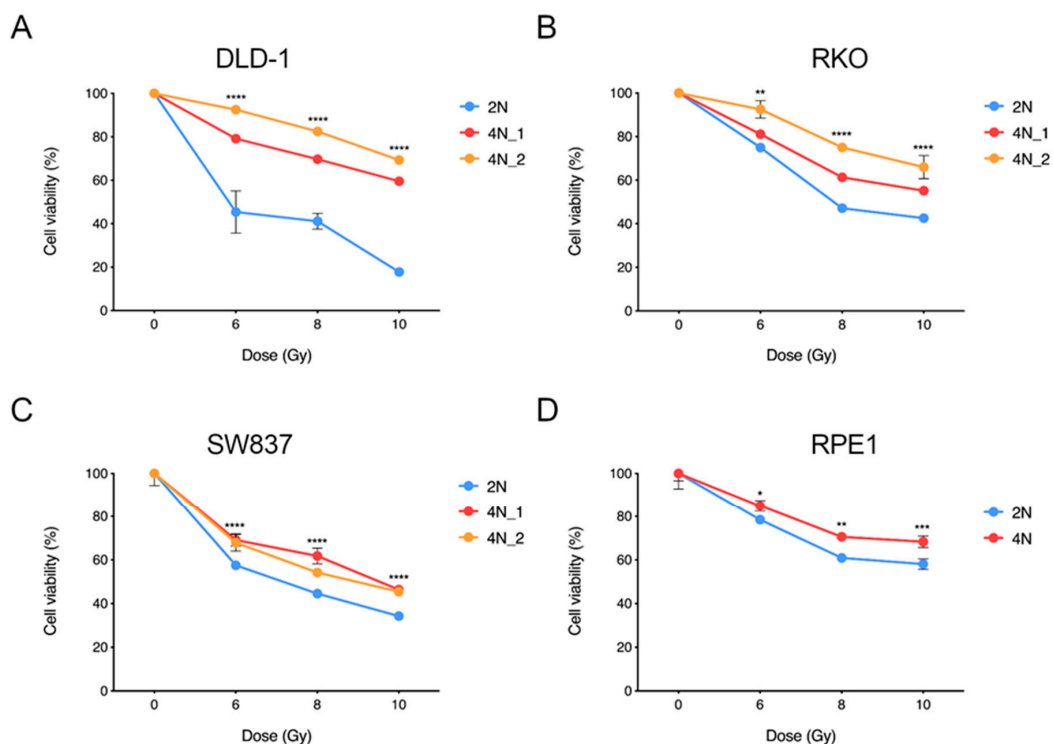 A
DLD-1
Cell viability (%)
100
80
60
40
20
0
****
****
****
0 6 8 10
Dose (Gy)
2N
4N_1
4N_2
B
RKO
Cell viability (%)
100
80
60
40
20
0
**
****
****
0 6 8 10
Dose (Gy)
2N
4N_1
4N_2
C
SW837
Cell viability (%)
100
80
60
40
20
0
****
****
****
0 6 8 10
Dose (Gy)
2N
4N_1
4N_2
D
RPE1
Cell viability (%)
100
80
60
40
20
0
*
**
***
0 6 8 10
Dose (Gy)
2N
4N